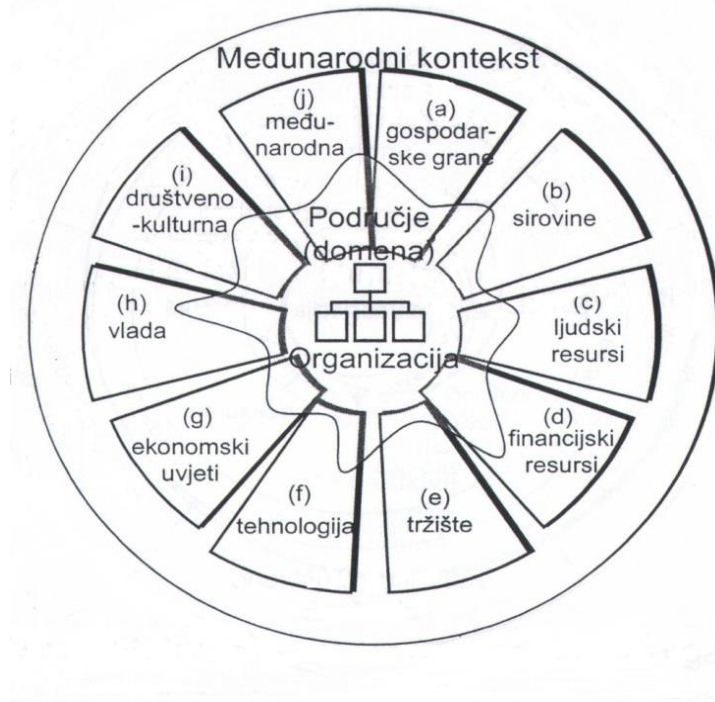 Međunarodni kontekst
(j)
među-
narodna
(a)
gospodar-
ske grane
(i)
društveno
-kulturna
(b)
sirovine
Područje
(domena)
(h)
vlada
(c)
ljudski
resursi
Organizacija
(g)
ekonomski
uvjeti
(d)
financijski
resursi
(f)
tehnologija
(e)
tržište